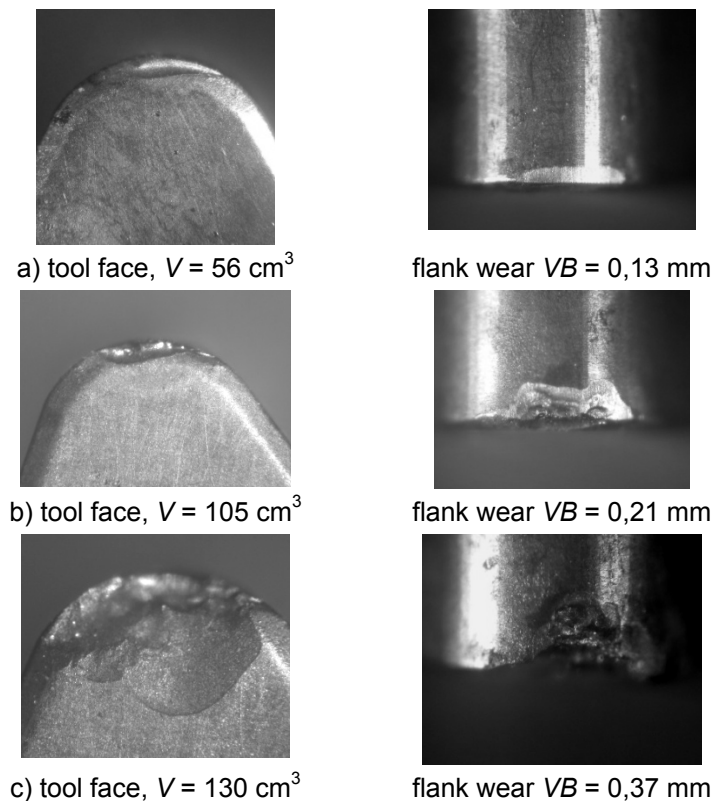 a) tool face, V = 56 cm³ flank wear VB = 0,13 mm
b) tool face, V = 105 cm³ flank wear VB = 0,21 mm
c) tool face, V = 130 cm³ flank wear VB = 0,37 mm